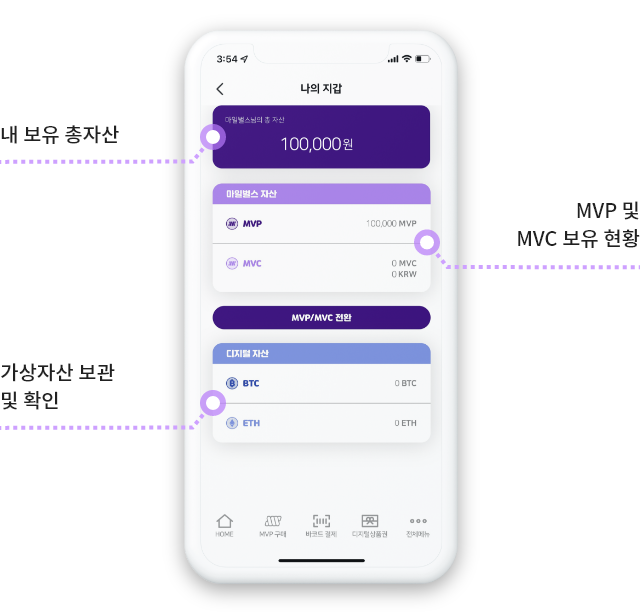 3:54
나의 지갑
마일벌스님의 총 자산
100,000원
내 보유 총자산
마일벌스 자산
MVP
100,000 MVP
MVC
0 MVC
0 KRW
MVP 및
MVC 보유 현황
MVP/MVC 전환
디지털 자산
BTC
0 BTC
ETH
0 ETH
가상자산 보관
및 확인
HOME
MVP 구매
바코드 결제
디지털상품권
전체메뉴